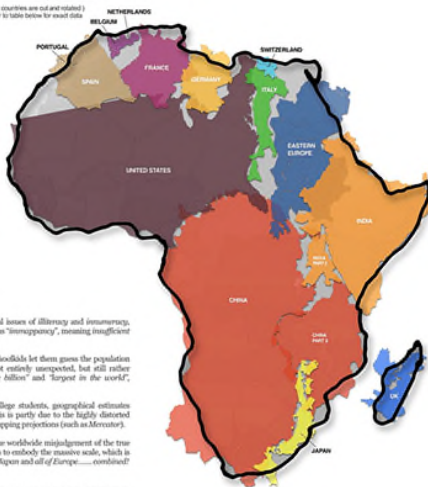 countries are cut and rotated )
to table below for exact data
NETHERLANDS
BELGIUM
PORTUGAL
SWITZERLAND
SPAIN
FRANCE
GERMANY
ITALY
EASTERN
EUROPE
UNITED STATES
INDIA
INDIA
PART 2
CHINA
CHINA
PART 2
UK
JAPAN
issues of illiteracy and innumeracy,
"immappancy", meaning insufficient
let them guess the population
entirely unexpected, but still rather
billion" and "largest in the world",
students, geographical estimates
is partly due to the highly distorted
mapping projections (such as Mercator).
worldwide misjudgement of the true
to embody the massive scale, which is
Japan and all of Europe...... combined?